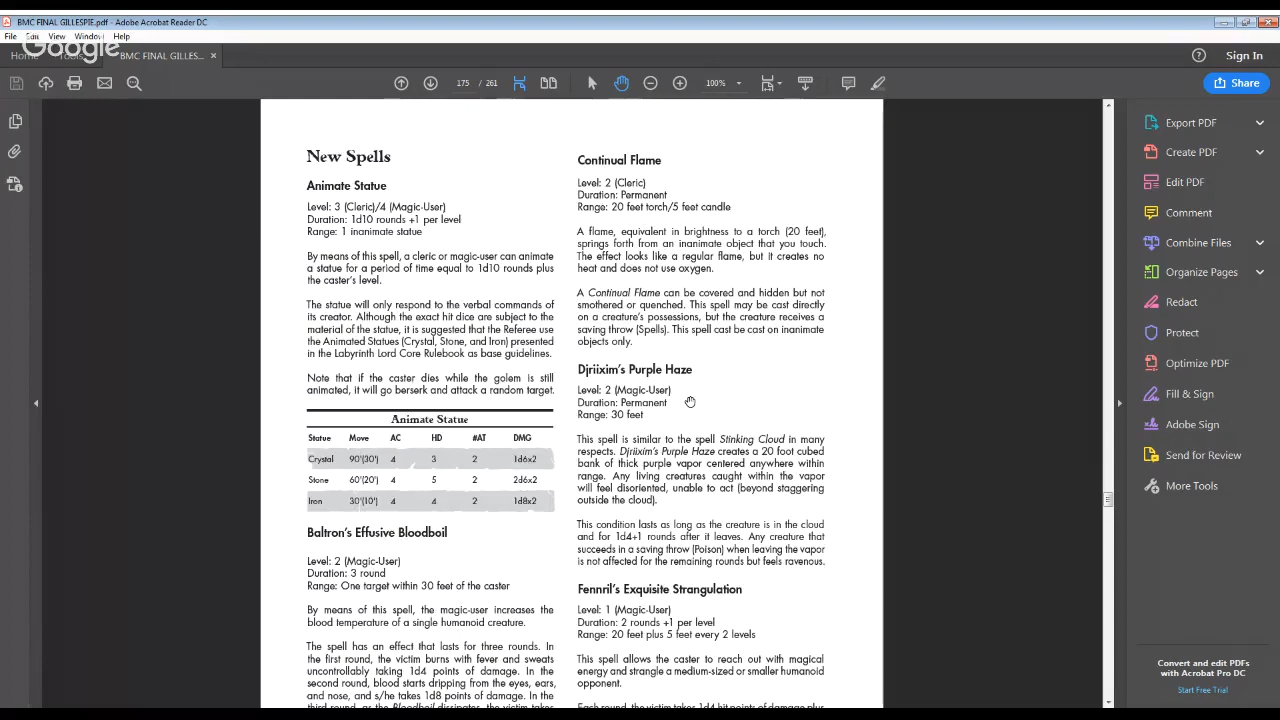 BMC FINAL GILLESPIE.pdf - Adobe Acrobat Reader DC
File Edit View Window Help
Google
Home Tools BMC FINAL GILLES... ×
Sign In
175 / 261
100%
Share
New Spells
Animate Statue
Level: 3 (Cleric)/4 (Magic-User)
Duration: 1d10 rounds +1 per level
Range: 1 inanimate statue
By means of this spell, a cleric or magic-user can animate
a statue for a period of time equal to 1d10 rounds plus
the caster's level.
The statue will only respond to the verbal commands of
its creator. Although the exact hit dice are subject to the
material of the statue, it is suggested that the Referee use
the Animated Statues (Crystal, Stone, and Iron) presented
in the Labyrinth Lord Core Rulebook as base guidelines.
Note that if the caster dies while the golem is still
animated, it will go berserk and attack a random target.
Animate Statue
Statue Move AC HD #AT DMG
Crystal 90'(30') 4 3 2 1d6x2
Stone 60'(20') 4 5 2 2d6x2
Iron 30'(10') 4 4 2 1d8x2
Baltron's Effusive Bloodboil
Level: 2 (Magic-User)
Duration: 3 round
Range: One target within 30 feet of the caster
By means of this spell, the magic-user increases the
blood temperature of a single humanoid creature.
The spell has an effect that lasts for three rounds. In
the first round, the victim burns with fever and sweats
uncontrollably taking 1d4 points of damage. In the
second round, blood starts dripping from the eyes, ears,
and nose, and s/he takes 1d8 points of damage. In the
third round, as the Bloodboil dissipates, the victim takes
Continual Flame
Level: 2 (Cleric)
Duration: Permanent
Range: 20 feet torch/5 feet candle
A flame, equivalent in brightness to a torch (20 feet),
springs forth from an inanimate object that you touch.
The effect looks like a regular flame, but it creates no
heat and does not use oxygen.
A Continual Flame can be covered and hidden but not
smothered or quenched. This spell may be cast directly
on a creature's possessions, but the creature receives a
saving throw (Spells). This spell cast be cast on inanimate
objects only.
Djriixim's Purple Haze
Level: 2 (Magic-User)
Duration: Permanent
Range: 30 feet
This spell is similar to the spell Stinking Cloud in many
respects. Djriixim's Purple Haze creates a 20 foot cubed
bank of thick purple vapor centered anywhere within
range. Any living creatures caught within the vapor
will feel disoriented, unable to act (beyond staggering
outside the cloud).
This condition lasts as long as the creature is in the cloud
and for 1d4+1 rounds after it leaves. Any creature that
succeeds in a saving throw (Poison) when leaving the vapor
is not affected for the remaining rounds but feels ravenous.
Fennril's Exquisite Strangulation
Level: 1 (Magic-User)
Duration: 2 rounds +1 per level
Range: 20 feet plus 5 feet every 2 levels
This spell allows the caster to reach out with magical
energy and strangle a medium-sized or smaller humanoid
opponent.
Each round, the victim takes 1d4 hit points of damage plus
Export PDF
Create PDF
Edit PDF
Comment
Combine Files
Organize Pages
Redact
Protect
Optimize PDF
Fill & Sign
Adobe Sign
Send for Review
More Tools
Convert and edit PDFs
with Acrobat Pro DC
Start Free Trial